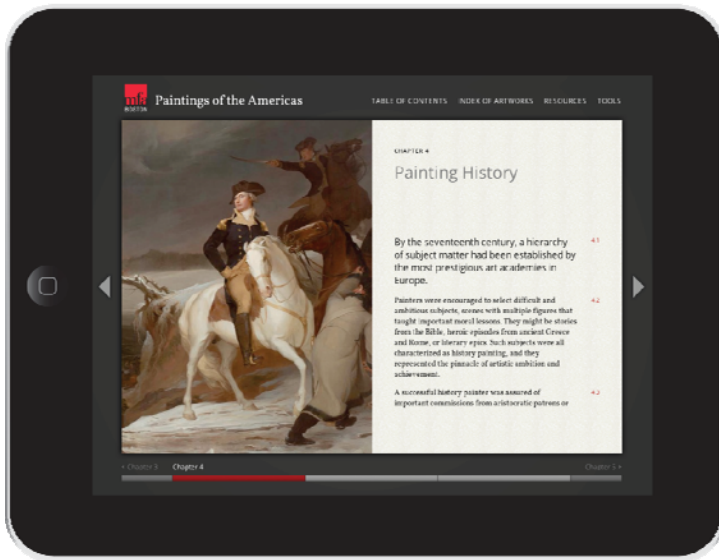 mfa
BOSTON
Paintings of the Americas
TABLE OF CONTENTS INDEX OF ARTWORKS RESOURCES TOOLS
CHAPTER 4
Painting History
By the seventeenth century, a hierarchy 4.1
of subject matter had been established by
the most prestigious art academies in
Europe.
Painters were encouraged to select difficult and 4.2
ambitious subjects, scenes with multiple figures that
taught important moral lessons. They might be stories
from the Bible, heroic episodes from ancient Greece
and Rome, or literary epics. Such subjects were all
characterized as history painting, and they
represented the pinnacle of artistic ambition and
achievement.
A successful history painter was assured of 4.3
important commissions from aristocratic patrons or
Chapter 3 Chapter 4 Chapter 5